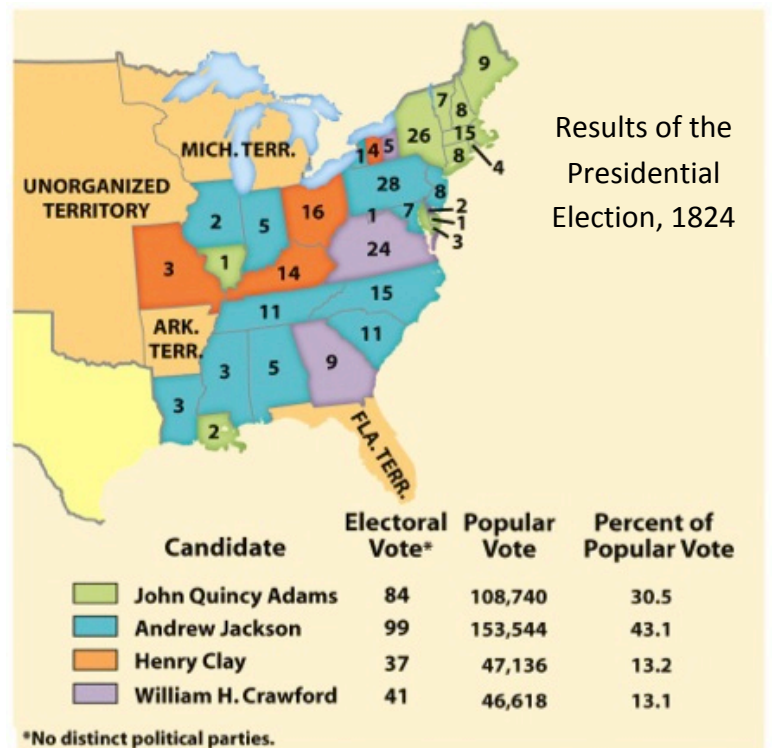 Results of the
Presidential
Election, 1824
9
7
8
26
15
4
8
1
4
5
MICH. TERR.
UNORGANIZED
TERRITORY
28
8
2
5
16
1
7
2
1
3
1
24
3
14
15
11
ARK.
TERR.
11
3
5
9
3
2
FLA. TERR.
Candidate Electoral Vote* Popular Vote Percent of Popular Vote
John Quincy Adams 84 108,740 30.5
Andrew Jackson 99 153,544 43.1
Henry Clay 37 47,136 13.2
William H. Crawford 41 46,618 13.1
*No distinct political parties.